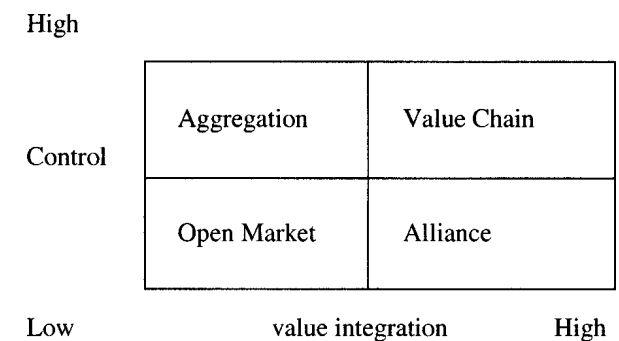 High
Aggregation Value Chain
Control
Open Market Alliance
Low value integration High